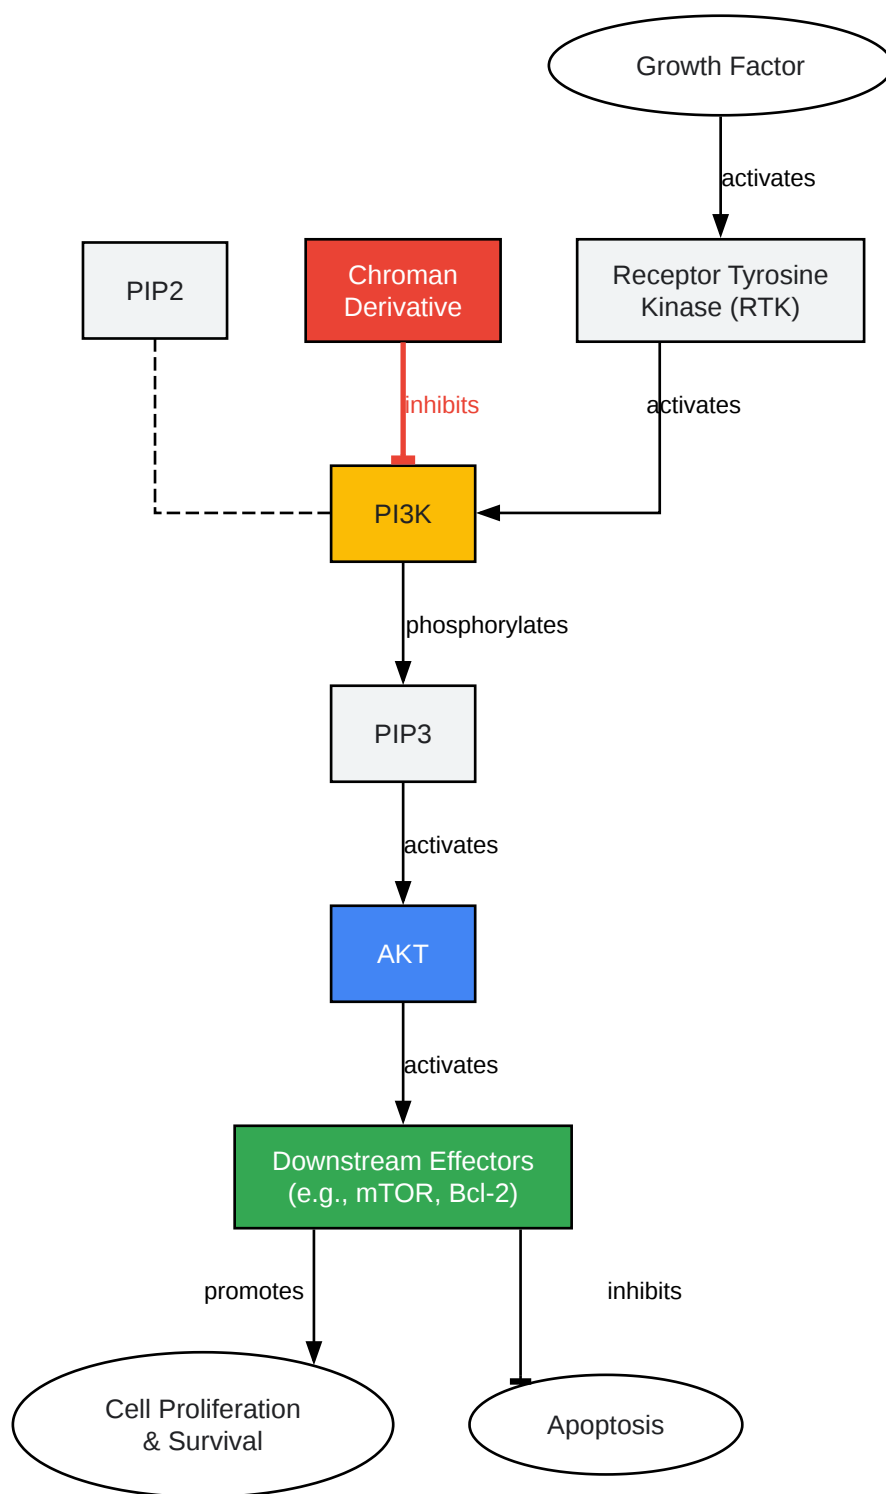 Growth Factor
activates
PIP2
Chroman
Derivative
Receptor Tyrosine
Kinase (RTK)
inhibits
activates
PI3K
phosphorylates
PIP3
activates
AKT
activates
Downstream Effectors
(e.g., mTOR, Bcl-2)
promotes
inhibits
Cell Proliferation
& Survival
Apoptosis